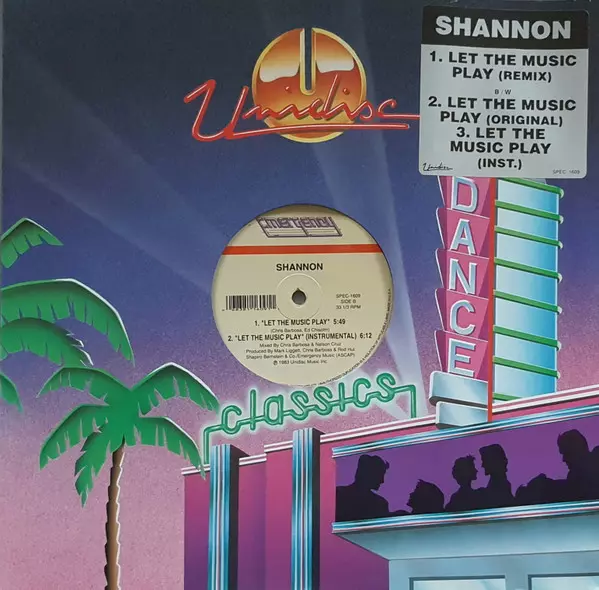 Unidisc
SHANNON
1. LET THE MUSIC
PLAY (REMIX)
B/W
2. LET THE MUSIC
PLAY (ORIGINAL)
3. LET THE
MUSIC PLAY
(INST.)
Unidisc
SPEC-1609
DANCE
Emergency
SHANNON
SPEC-1609
SIDE B
33 1/3 RPM
1. "LET THE MUSIC PLAY" 5:49
(Chris Barbosa, Ed Chisolm)
2. "LET THE MUSIC PLAY" (INSTRUMENTAL) 6:12
Mixed By Chris Barbosa & Nelson Cruz
Produced By Mark Liggett, Chris Barbosa & Rod Hui
Shapiro Bernstein & Co./Emergency Music (ASCAP)
℗ 1983 Unidisc Music Inc.
classics